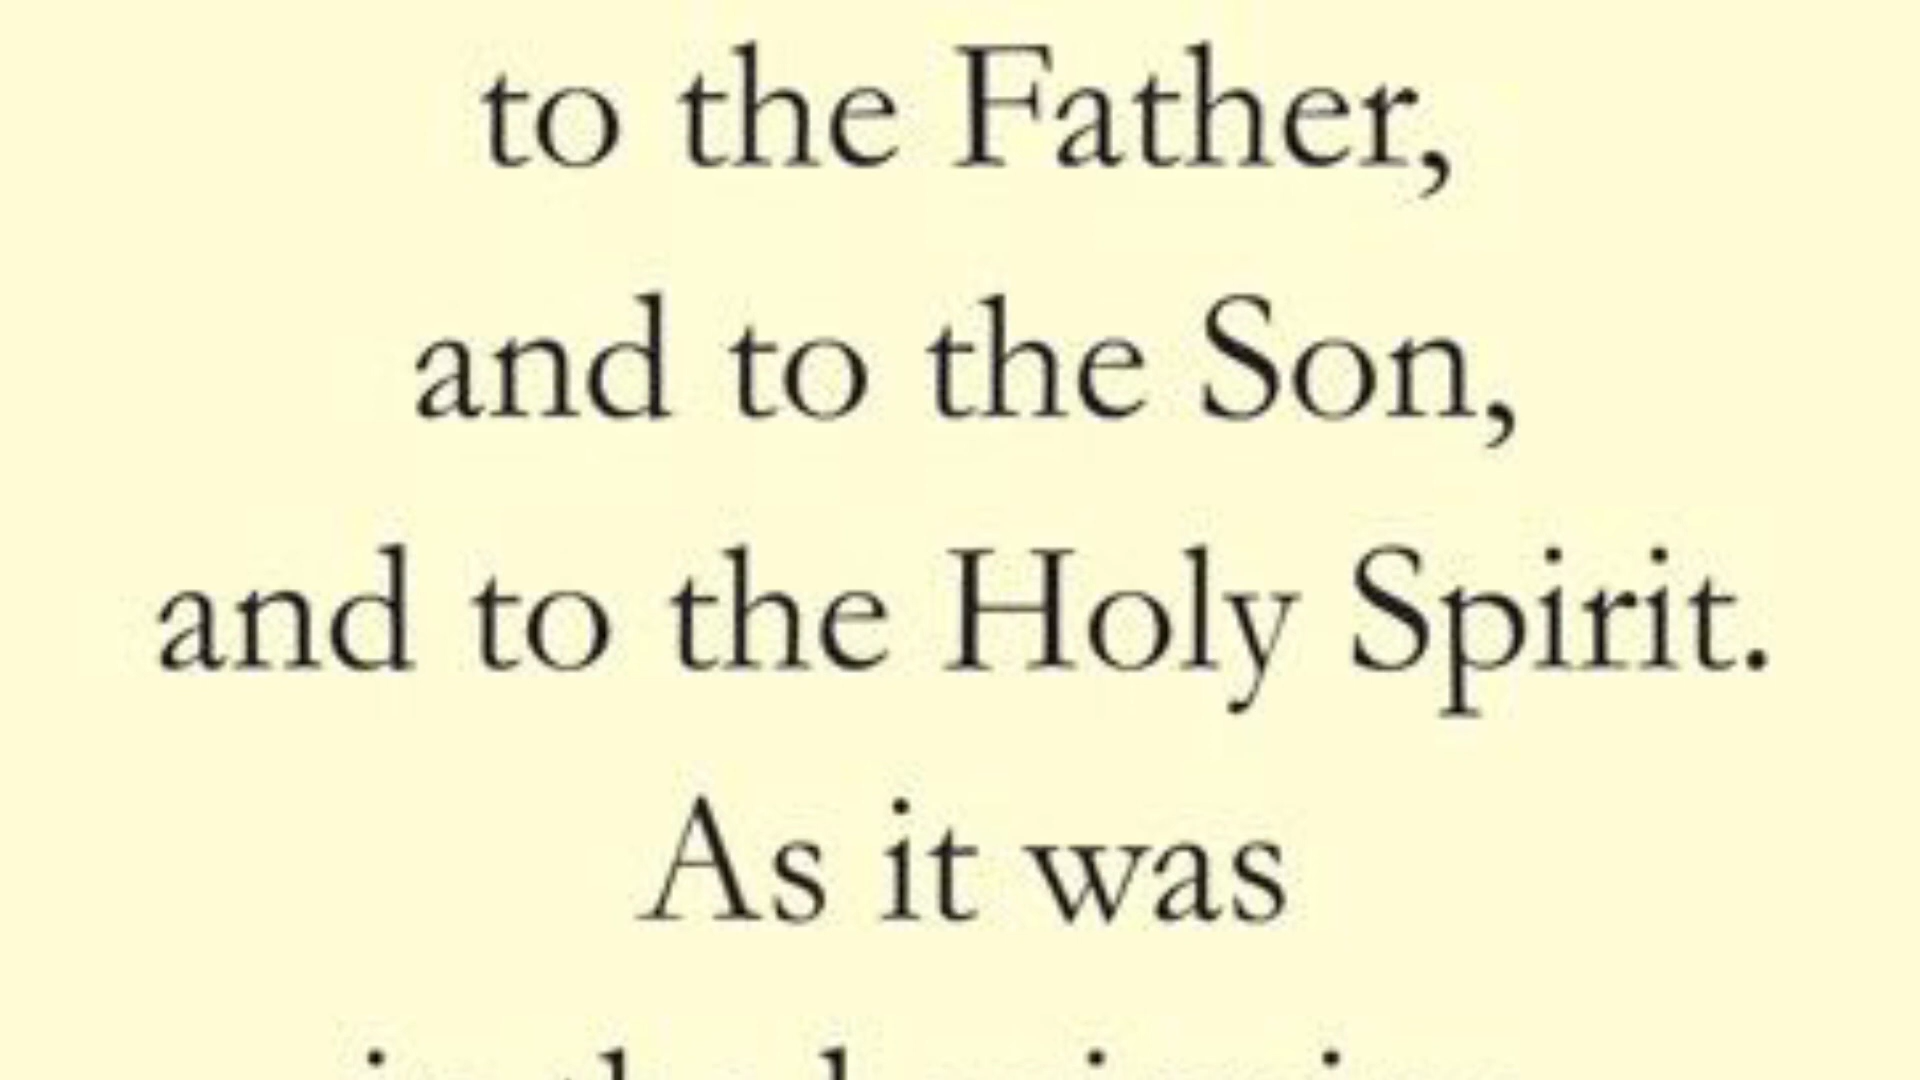 to the Father,
and to the Son,
and to the Holy Spirit.
As it was